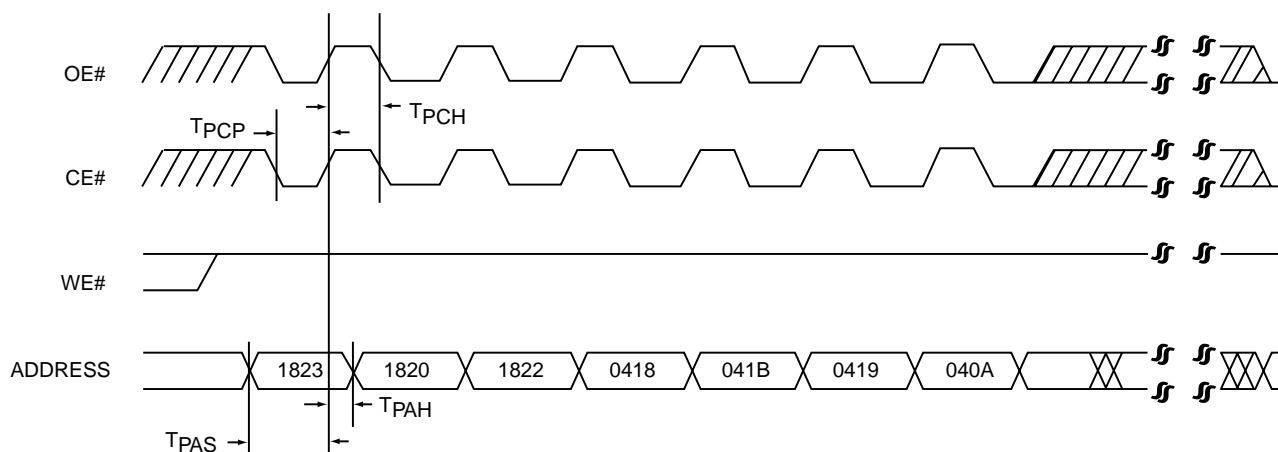 OE#
TPCH
TPCP
CE#
WE#
ADDRESS 1823 1820 1822 0418 041B 0419 040A
TPAH
TPAS